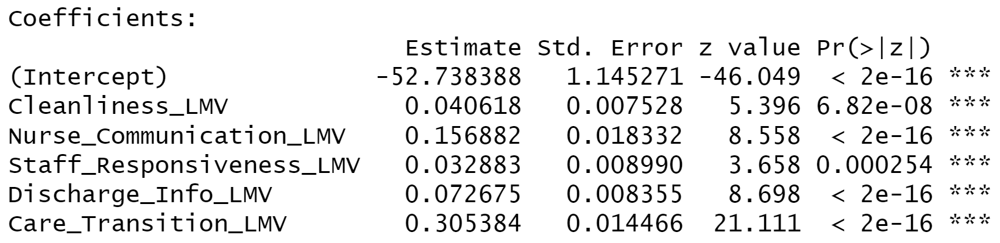 Coefficients:
Estimate Std. Error z value Pr(>|z|)
(Intercept) -52.738388 1.145271 -46.049 < 2e-16 ***
Cleanliness_LMV 0.040618 0.007528 5.396 6.82e-08 ***
Nurse_Communication_LMV 0.156882 0.018332 8.558 < 2e-16 ***
Staff_Responsiveness_LMV 0.032883 0.008990 3.658 0.000254 ***
Discharge_Info_LMV 0.072675 0.008355 8.698 < 2e-16 ***
Care_Transition_LMV 0.305384 0.014466 21.111 < 2e-16 ***